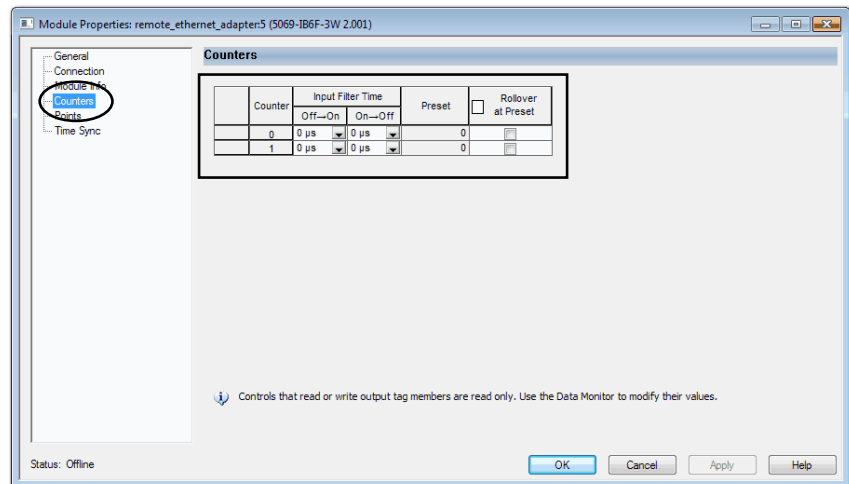 Module Properties: remote_ethernet_adapter:5 (5069-IB6F-3W 2.001)
General
Connection
Module Info
Counters
Points
Time Sync
Counters
Counter Input Filter Time Preset Rollover at Preset
Off→On On→Off
0 0 µs 0 µs 0
1 0 µs 0 µs 0
Controls that read or write output tag members are read only. Use the Data Monitor to modify their values.
Status: Offline
OK Cancel Apply Help